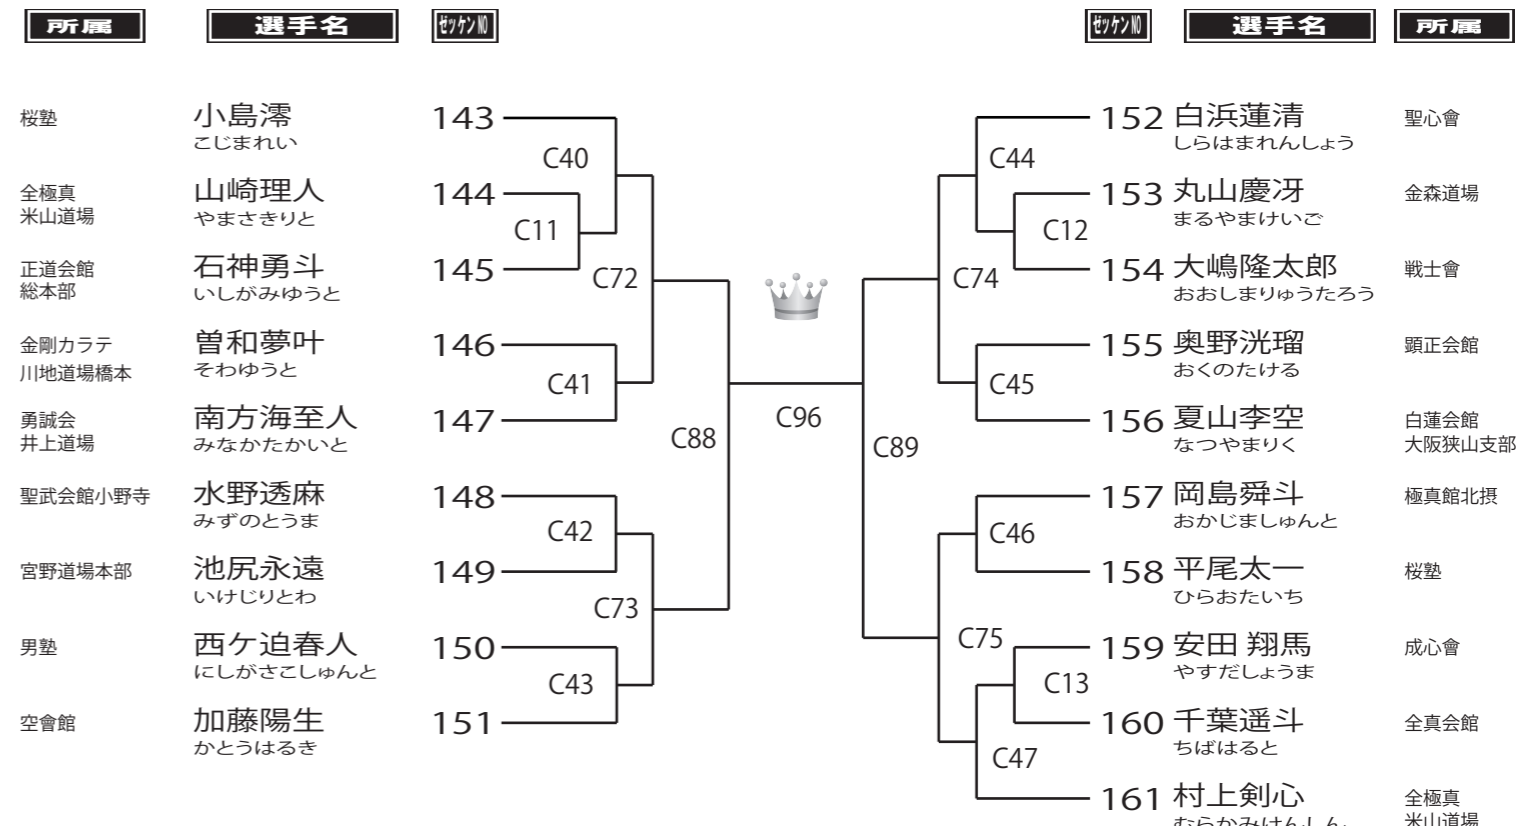 所属 選手名 ゼッケンNO
桜塾 小島澪 143
こじまれい
C40
全極真 山崎理人 144
米山道場 やまさきりと
C11
正道会館 石神勇斗 145
総本部 いしがみゆうと
C72
金剛カラテ 曽和夢叶 146
川地道場橋本 そわゆうと
C41
勇誠会 南方海至人 147
井上道場 みなかたかいと
C88
聖武会館小野寺 水野透麻 148
みずのとうま
C42
宮野道場本部 池尻永遠 149
いけじりとわ
C73
男塾 西ケ迫春人 150
にしがさこしゅんと
C43
空會館 加藤陽生 151
かとうはるき
C96
ゼッケンNO 選手名 所属
152 白浜蓮清 聖心會
しらはまれんしょう
C44
153 丸山慶冴 金森道場
まるやまけいご
C12
154 大嶋隆太郎 戦士會
おおしまりゅうたろう
C74
155 奥野洸瑠 顕正会館
おくのたける
C45
156 夏山李空 白蓮会館
なつやまりく 大阪狭山支部
C89
157 岡島舜斗 極真館北摂
おかじましゅんと
C46
158 平尾太一 桜塾
ひらおたいち
C75
159 安田 翔馬 成心會
やすだしょうま
C13
160 千葉遥斗 全真会館
ちばはると
C47
161 村上剣心 全極真
むらかみけんしん 米山道場